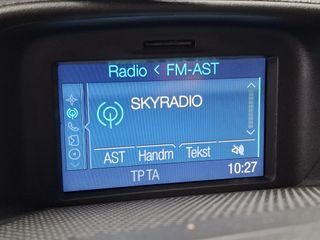 Radio < FM-AST
SKYRADIO
AST Handm Tekst
TP TA 10:27